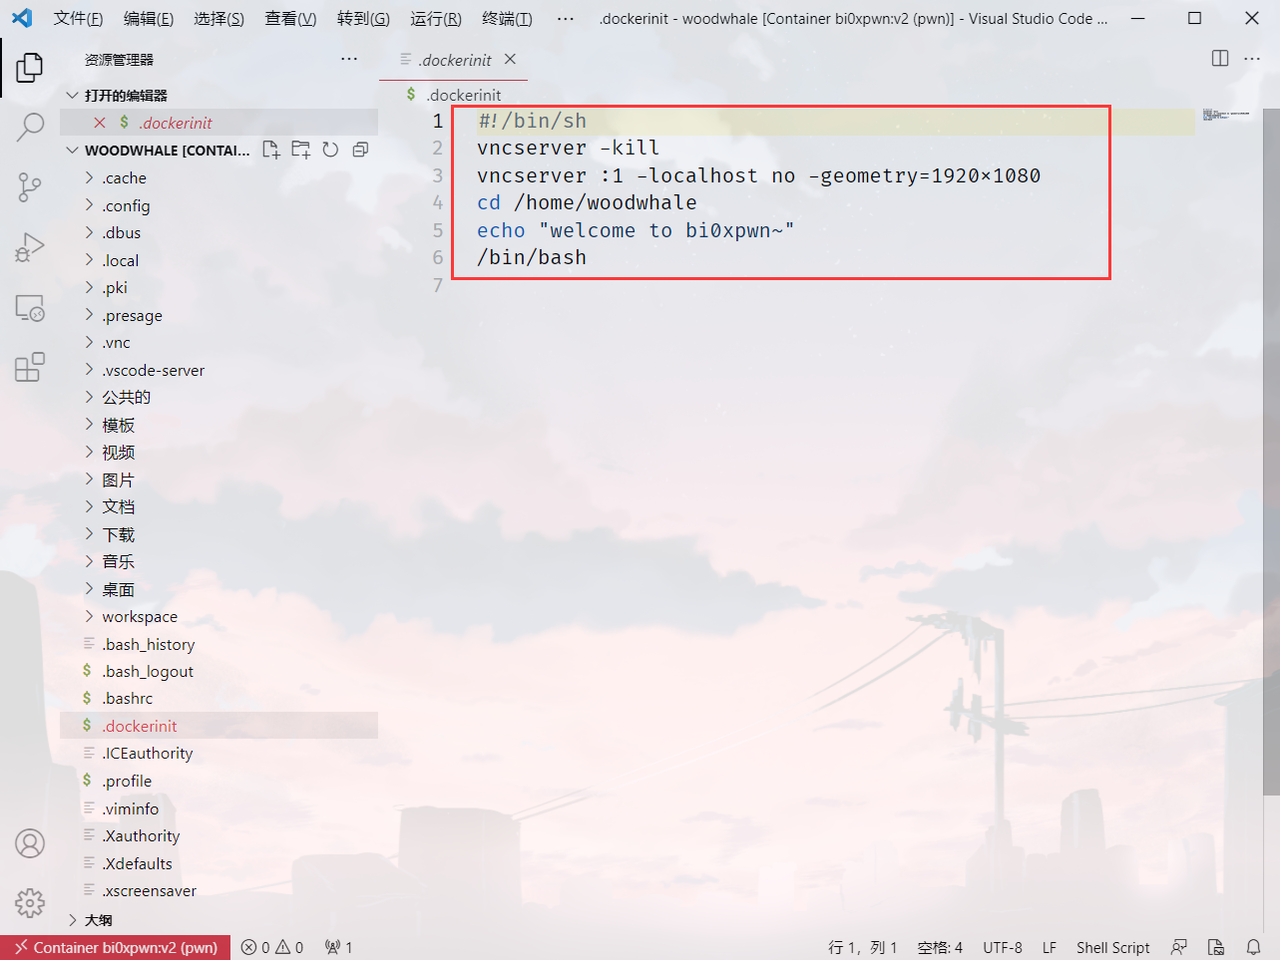 文件(F) 编辑(E) 选择(S) 查看(V) 转到(G) 运行(R) 终端(T) ··· .dockerinit - woodwhale [Container bi0xpwn:v2 (pwn)] - Visual Studio Code ...
资源管理器 ···
.dockerinit
打开的编辑器
$ .dockerinit
$ .dockerinit
WOODWHALE [CONTAI...
.cache
.config
.dbus
.local
.pki
.presage
.vnc
.vscode-server
公共的
模板
视频
图片
文档
下载
音乐
桌面
workspace
.bash_history
$ .bash_logout
$ .bashrc
$ .dockerinit
.ICEauthority
$ .profile
.viminfo
.Xauthority
.Xdefaults
.xscreensaver
大纲
1 #!/bin/sh
2 vncserver -kill
3 vncserver :1 -localhost no -geometry=1920×1080
4 cd /home/woodwhale
5 echo "welcome to bi0xpwn~"
6 /bin/bash
7
Container bi0xpwn:v2 (pwn) 0 0 1 行 1, 列 1 空格: 4 UTF-8 LF Shell Script